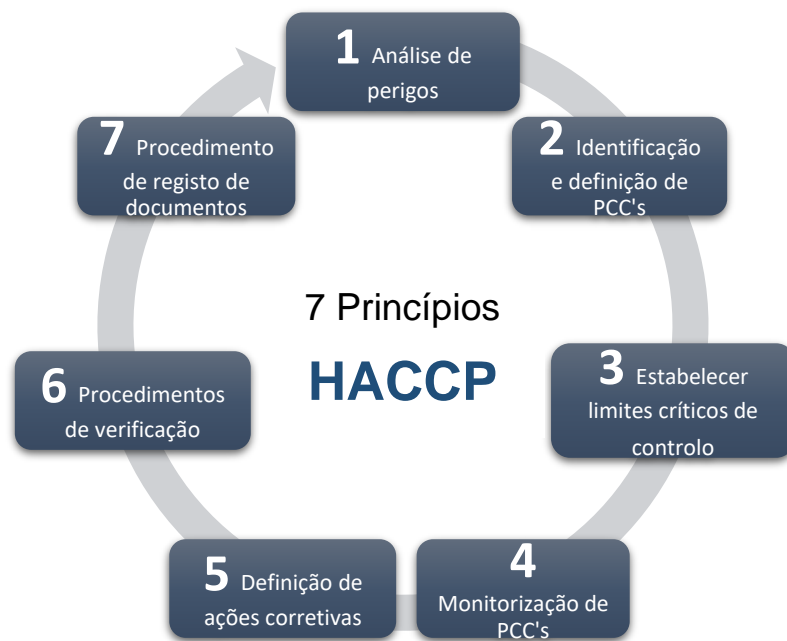 1 Análise de
perigos
2 Identificação
e definição de
PCC's
3 Estabelecer
limites críticos de
controlo
4
Monitorização de
PCC's
5 Definição de
ações corretivas
6 Procedimentos
de verificação
7 Procedimento
de registo de
documentos
7 Princípios
HACCP